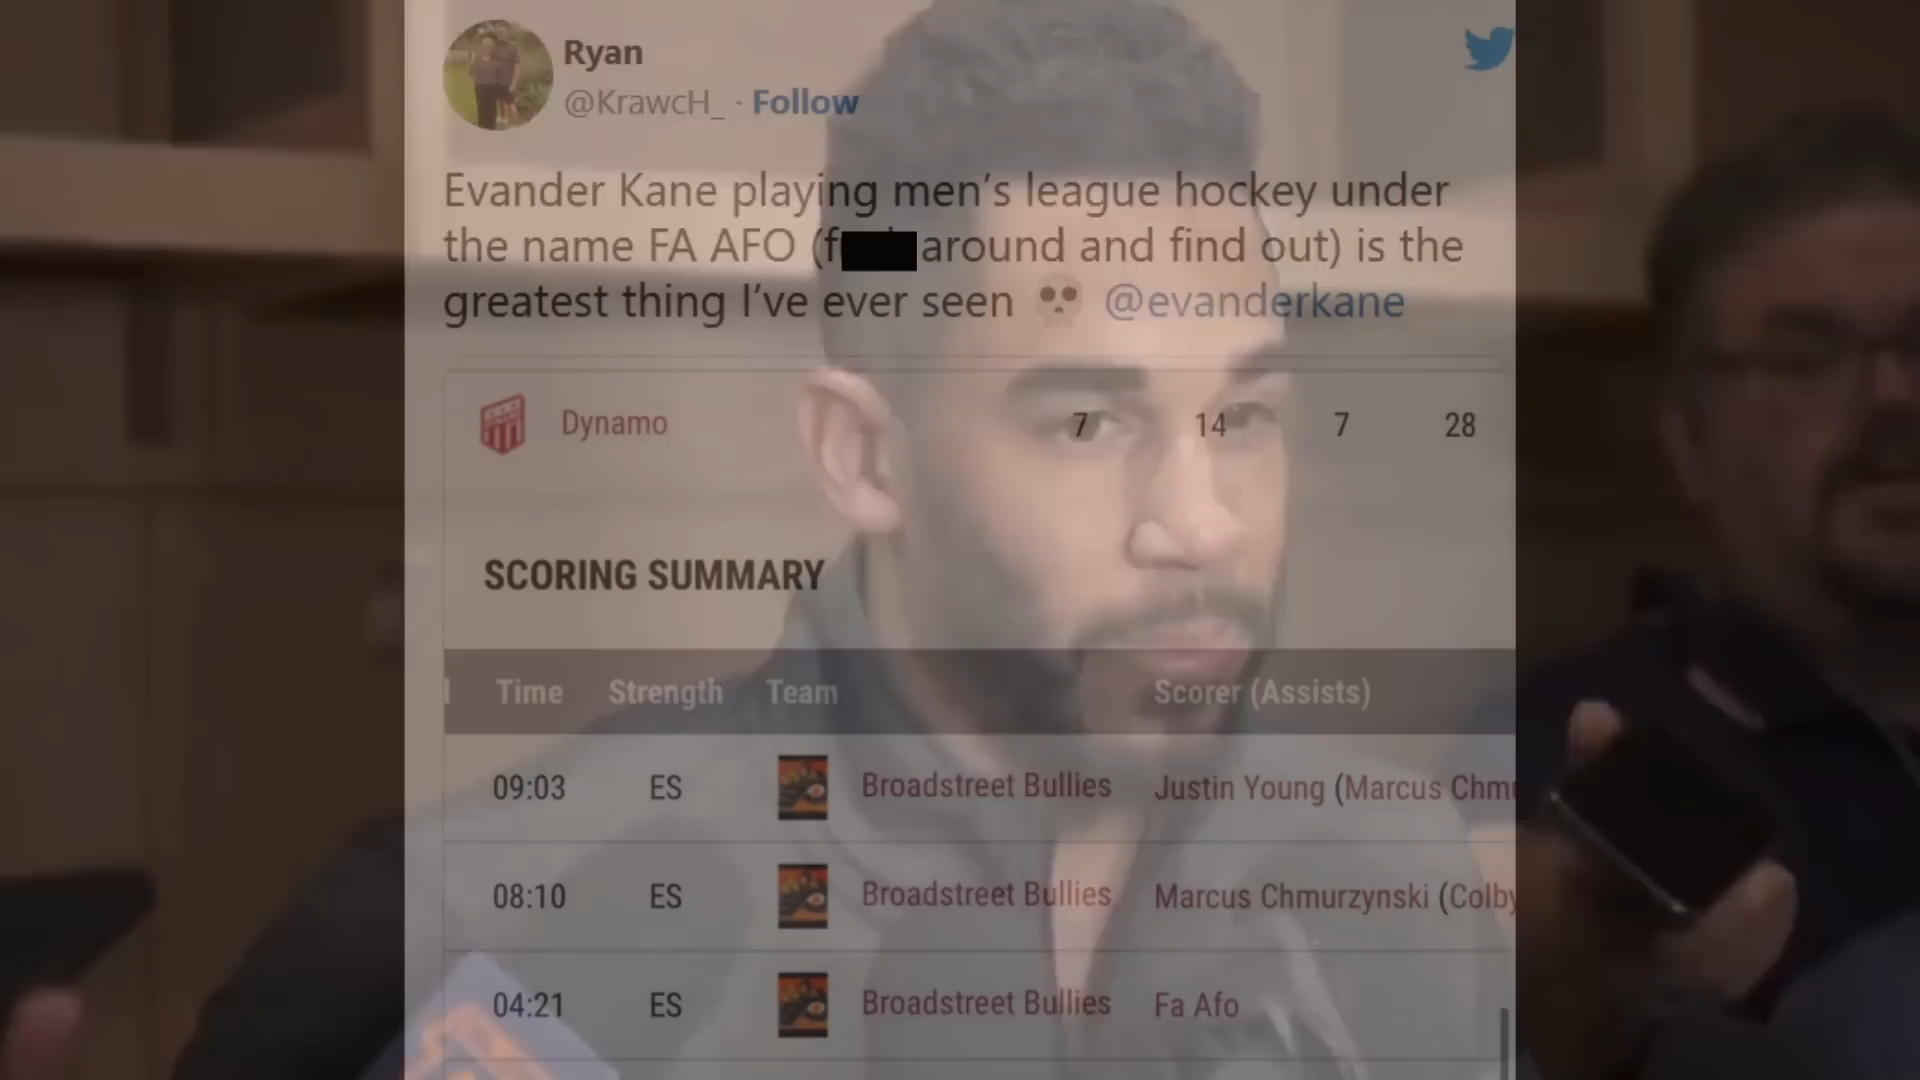 Ryan
@KrawcH_ · Follow
Evander Kane playing men's league hockey under
the name FA AFO (f around and find out) is the
greatest thing I've ever seen 💀 @evanderkane
Dynamo 7 14 7 28
SCORING SUMMARY
Time Strength Team Scorer (Assists)
09:03 ES Broadstreet Bullies Justin Young (Marcus Chm
08:10 ES Broadstreet Bullies Marcus Chmurzynski (Colby
04:21 ES Broadstreet Bullies Fa Afo